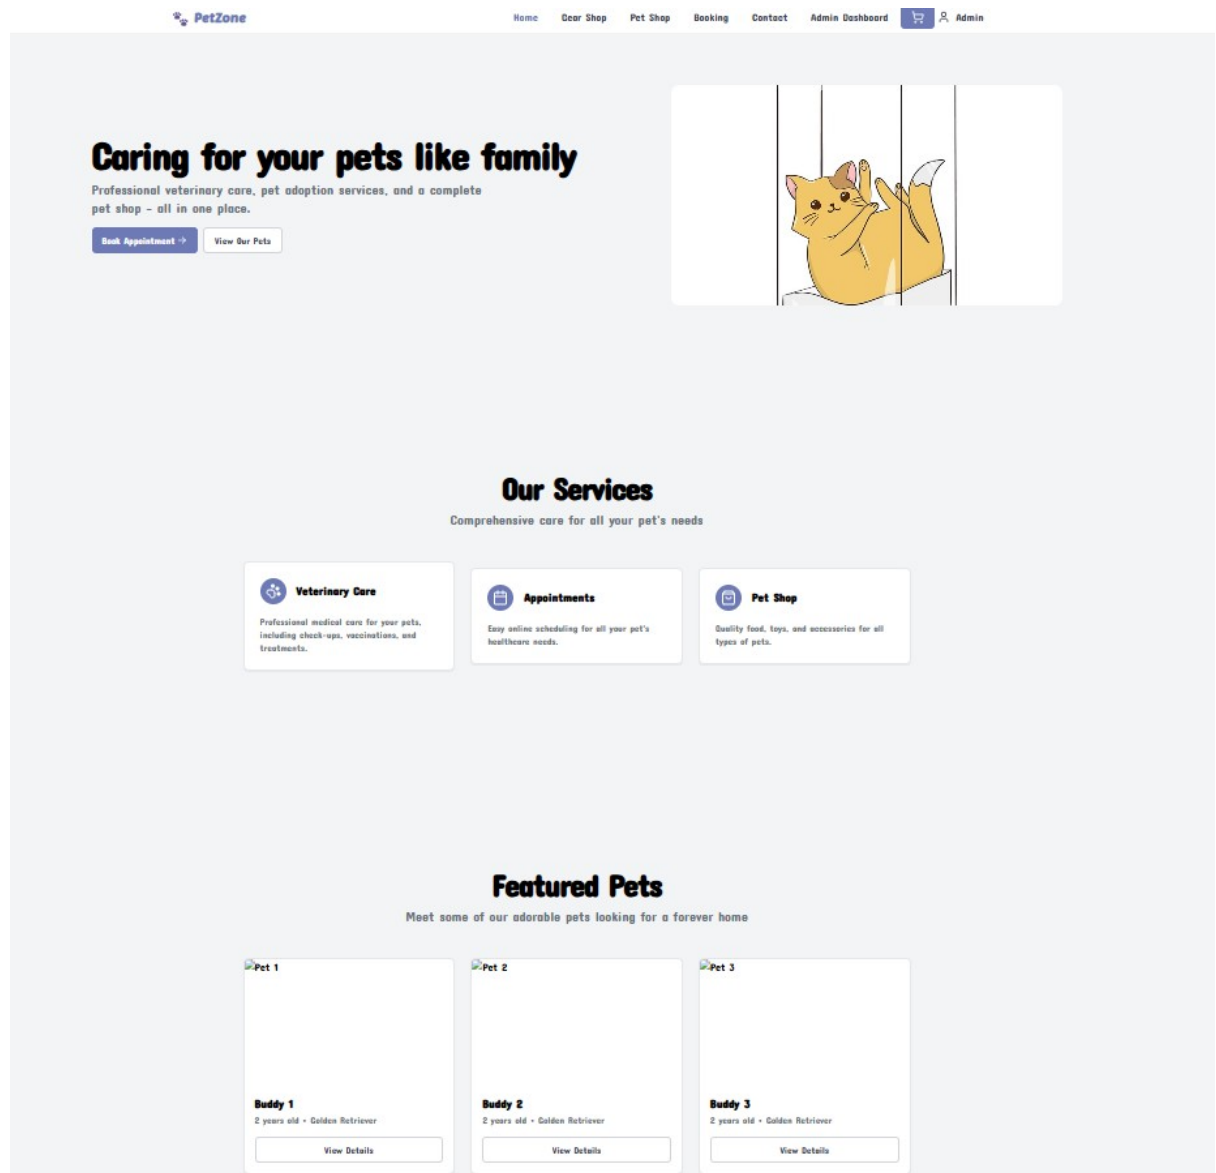 PetZone
Home Gear Shop Pet Shop Booking Contact Admin Dashboard Admin
Caring for your pets like family
Professional veterinary care, pet adoption services, and a complete
pet shop - all in one place.
Book Appointment → View Our Pets
Our Services
Comprehensive care for all your pet's needs
Veterinary Care
Professional medical care for your pets,
including check-ups, vaccinations, and
treatments.
Appointments
Easy online scheduling for all your pet's
healthcare needs.
Pet Shop
Quality food, toys, and accessories for all
types of pets.
Featured Pets
Meet some of our adorable pets looking for a forever home
Pet 1
Buddy 1
2 years old • Golden Retriever
View Details
Pet 2
Buddy 2
2 years old • Golden Retriever
View Details
Pet 3
Buddy 3
2 years old • Golden Retriever
View Details